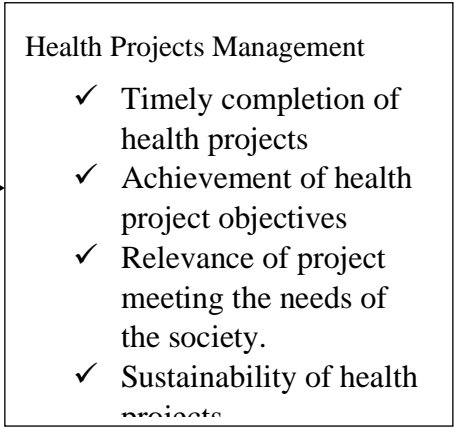 Health Projects Management
✓ Timely completion of
health projects
✓ Achievement of health
project objectives
✓ Relevance of project
meeting the needs of
the society.
✓ Sustainability of health
projects